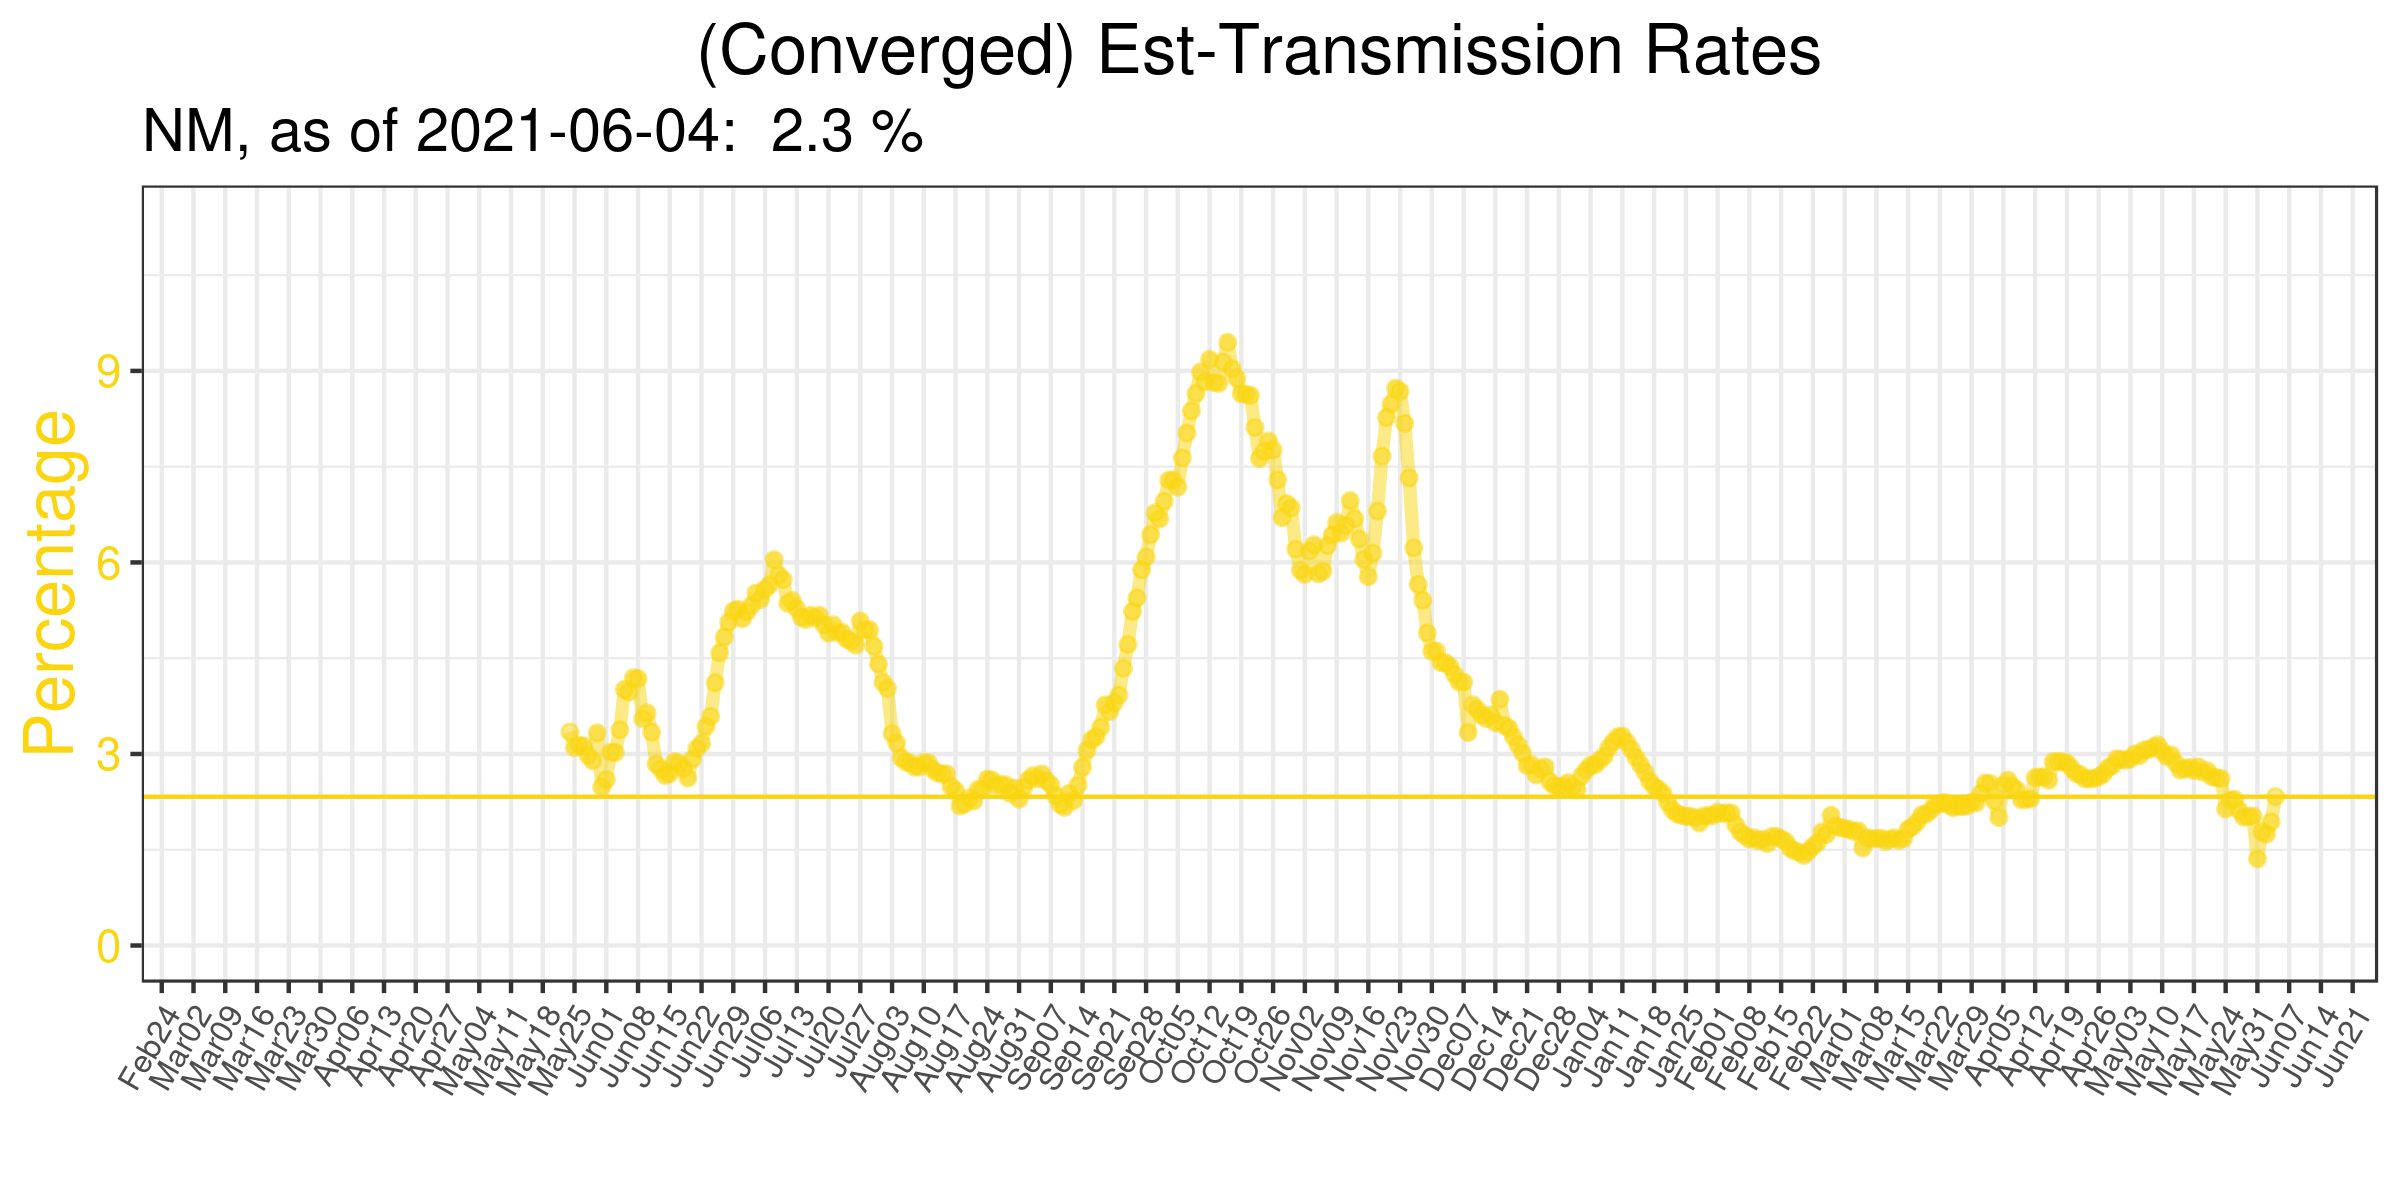 (Converged) Est-Transmission Rates
NM, as of 2021-06-04:  2.3 %
Percentage
9
6
3
0
Feb24
Mar02
Mar09
Mar16
Mar23
Mar30
Apr06
Apr13
Apr20
Apr27
May04
May11
May18
May25
Jun01
Jun08
Jun15
Jun22
Jun29
Jul06
Jul13
Jul20
Jul27
Aug03
Aug10
Aug17
Aug24
Aug31
Sep07
Sep14
Sep21
Sep28
Oct05
Oct12
Oct19
Oct26
Nov02
Nov09
Nov16
Nov23
Nov30
Dec07
Dec14
Dec21
Dec28
Jan04
Jan11
Jan18
Jan25
Feb01
Feb08
Feb15
Feb22
Mar01
Mar08
Mar15
Mar22
Mar29
Apr05
Apr12
Apr19
Apr26
May03
May10
May17
May24
May31
Jun07
Jun14
Jun21